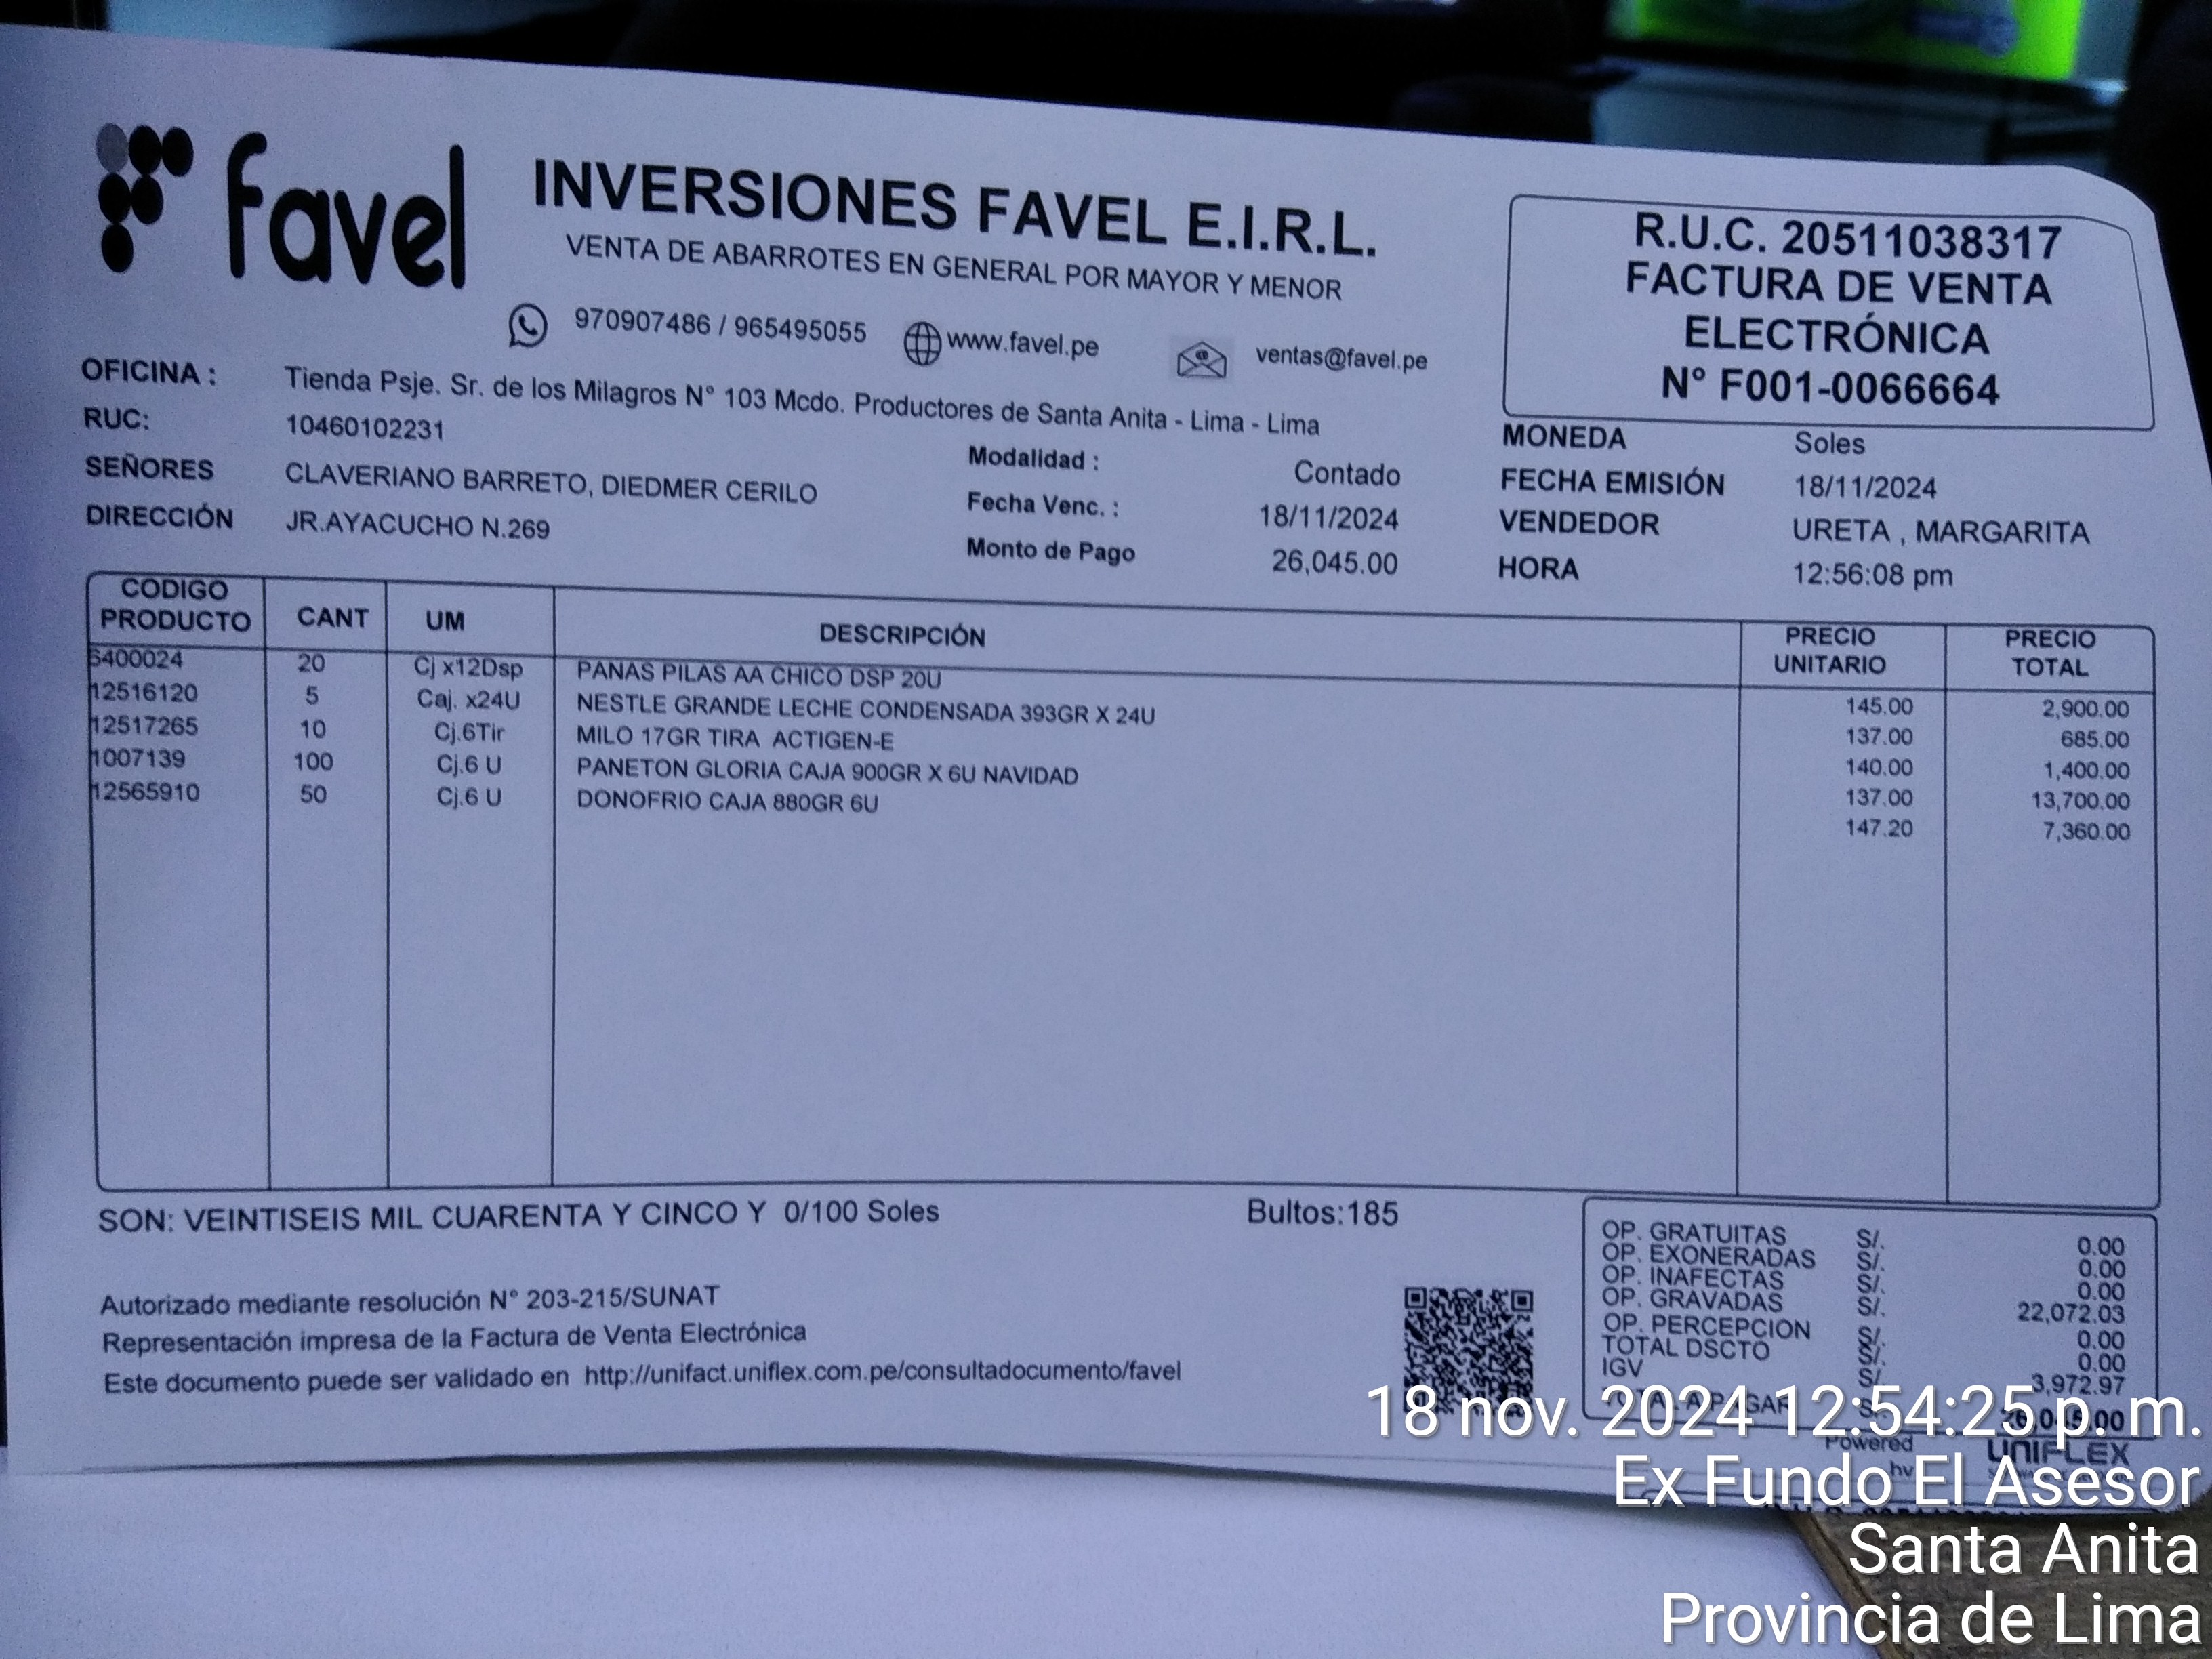 favel
INVERSIONES FAVEL E.I.R.L.
VENTA DE ABARROTES EN GENERAL POR MAYOR Y MENOR
970907486 / 965495055 www.favel.pe ventas@favel.pe
R.U.C. 20511038317
FACTURA DE VENTA
ELECTRÓNICA
N° F001-0066664
OFICINA : Tienda Psje. Sr. de los Milagros N° 103 Mcdo. Productores de Santa Anita - Lima - Lima
RUC: 10460102231
SEÑORES CLAVERIANO BARRETO, DIEDMER CERILO
DIRECCIÓN JR.AYACUCHO N.269
Modalidad : Contado
Fecha Venc. : 18/11/2024
Monto de Pago 26,045.00
MONEDA Soles
FECHA EMISIÓN 18/11/2024
VENDEDOR URETA , MARGARITA
HORA 12:56:08 pm
CODIGO PRODUCTO CANT UM DESCRIPCIÓN PRECIO UNITARIO PRECIO TOTAL
6400024 20 Cj x12Dsp PANAS PILAS AA CHICO DSP 20U 145.00 2,900.00
12516120 5 Caj. x24U NESTLE GRANDE LECHE CONDENSADA 393GR X 24U 137.00 685.00
12517265 10 Cj.6Tir MILO 17GR TIRA ACTIGEN-E 140.00 1,400.00
1007139 100 Cj.6 U PANETON GLORIA CAJA 900GR X 6U NAVIDAD 137.00 13,700.00
12565910 50 Cj.6 U DONOFRIO CAJA 880GR 6U 147.20 7,360.00
SON: VEINTISEIS MIL CUARENTA Y CINCO Y 0/100 Soles Bultos:185
OP. GRATUITAS S/. 0.00
OP. EXONERADAS S/. 0.00
OP. INAFECTAS S/. 0.00
OP. GRAVADAS S/. 22,072.03
OP. PERCEPCION S/. 0.00
TOTAL DSCTO S/. 0.00
IGV S/. 3,972.97
TOTAL A PAGAR S/. 26,045.00
Autorizado mediante resolución N° 203-215/SUNAT
Representación impresa de la Factura de Venta Electrónica
Este documento puede ser validado en http://unifact.uniflex.com.pe/consultadocumento/favel
Powered by UNIFLEX
18 nov. 2024 12:54:25 p. m.
Ex Fundo El Asesor
Santa Anita
Provincia de Lima